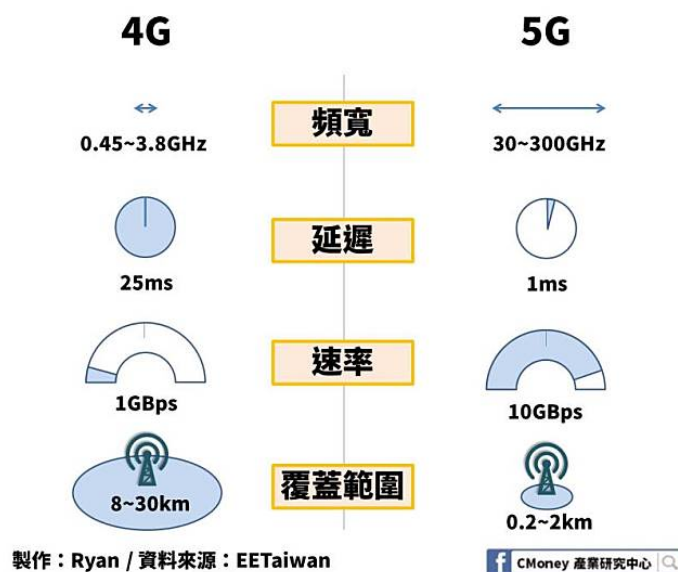 4G 5G
頻寬
0.45~3.8GHz 30~300GHz
延遲
25ms 1ms
速率
1GBps 10GBps
覆蓋範圍
8~30km 0.2~2km
製作：Ryan / 資料來源：EETaiwan
f CMoney 產業研究中心